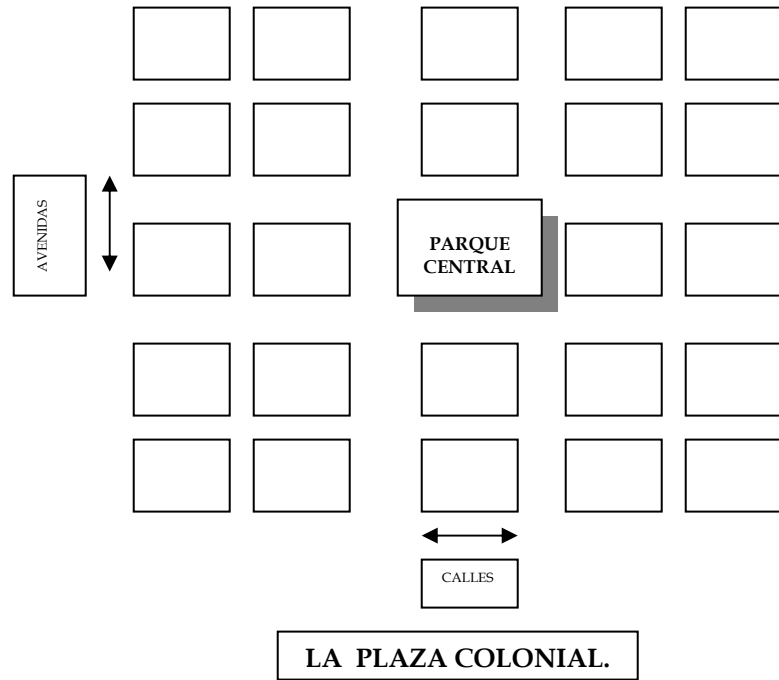 AVENIDAS
PARQUE
CENTRAL
CALLES
LA PLAZA COLONIAL.